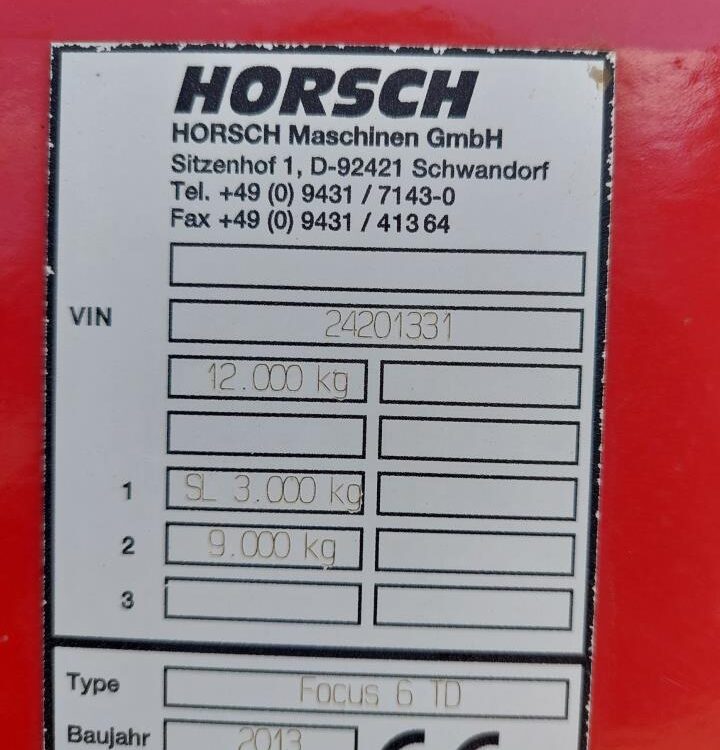 HORSCH
HORSCH Maschinen GmbH
Sitzenhof 1, D-92421 Schwandorf
Tel. +49 (0) 9431 / 7143-0
Fax +49 (0) 9431 / 41364
VIN 24201331
12.000 kg
1 SL 3.000 kg
2 9.000 kg
3
Type Focus 6 TD
Baujahr 2013 CE